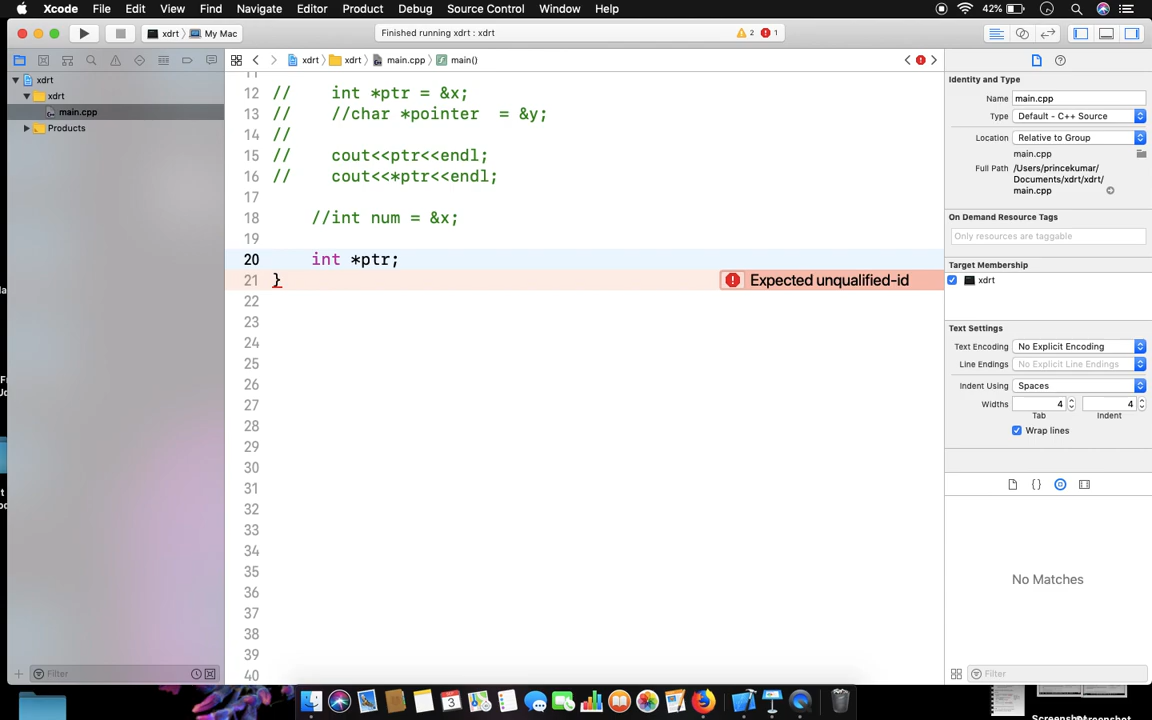 Xcode File Edit View Find Navigate Editor Product Debug Source Control Window Help 42%
xdrt My Mac Finished running xdrt : xdrt 2 1
xdrt xdrt main.cpp main()
xdrt
xdrt
main.cpp
Products
12 // int *ptr = &x;
13 // //char *pointer = &y;
14 //
15 // cout<<ptr<<endl;
16 // cout<<*ptr<<endl;
17
18 //int num = &x;
19
20 int *ptr;
21 } Expected unqualified-id
22
23
24
25
26
27
28
29
30
31
32
33
34
35
36
37
38
39
40
Identity and Type
Name main.cpp
Type Default - C++ Source
Location Relative to Group
main.cpp
Full Path /Users/princekumar/
Documents/xdrt/xdrt/
main.cpp
On Demand Resource Tags
Only resources are taggable
Target Membership
xdrt
Text Settings
Text Encoding No Explicit Encoding
Line Endings No Explicit Line Endings
Indent Using Spaces
Widths 4 4
Tab Indent
Wrap lines
No Matches
Filter
Filter
3